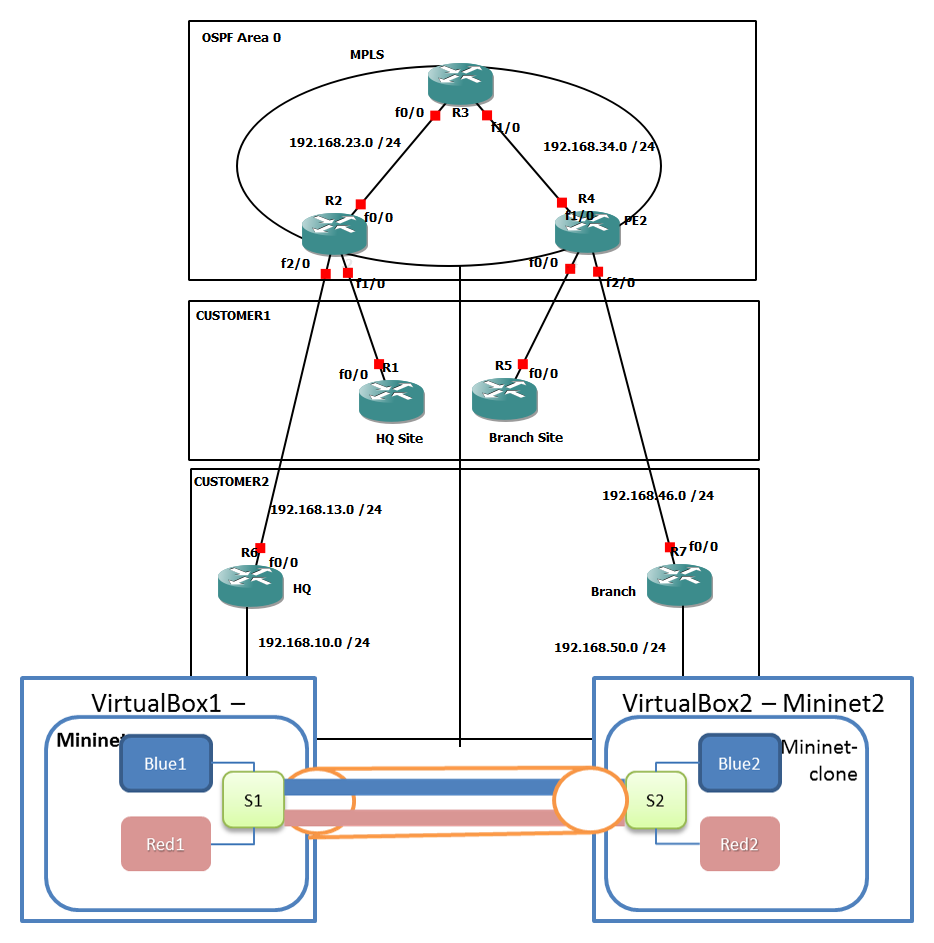 OSPF Area 0
MPLS
f0/0
R3
f1/0
192.168.23.0 /24
192.168.34.0 /24
R2
f0/0
R4
f1/0
PE2
f2/0
f1/0
f0/0
f2/0
CUSTOMER1
f0/0
R1
R5
f0/0
HQ Site
Branch Site
CUSTOMER2
192.168.13.0 /24
192.168.46.0 /24
R6
f0/0
HQ
R7
f0/0
Branch
192.168.10.0 /24
192.168.50.0 /24
VirtualBox1 –
VirtualBox2 – Mininet2
Mininet
Mininet-
clone
Blue1
Blue2
S1
S2
Red1
Red2